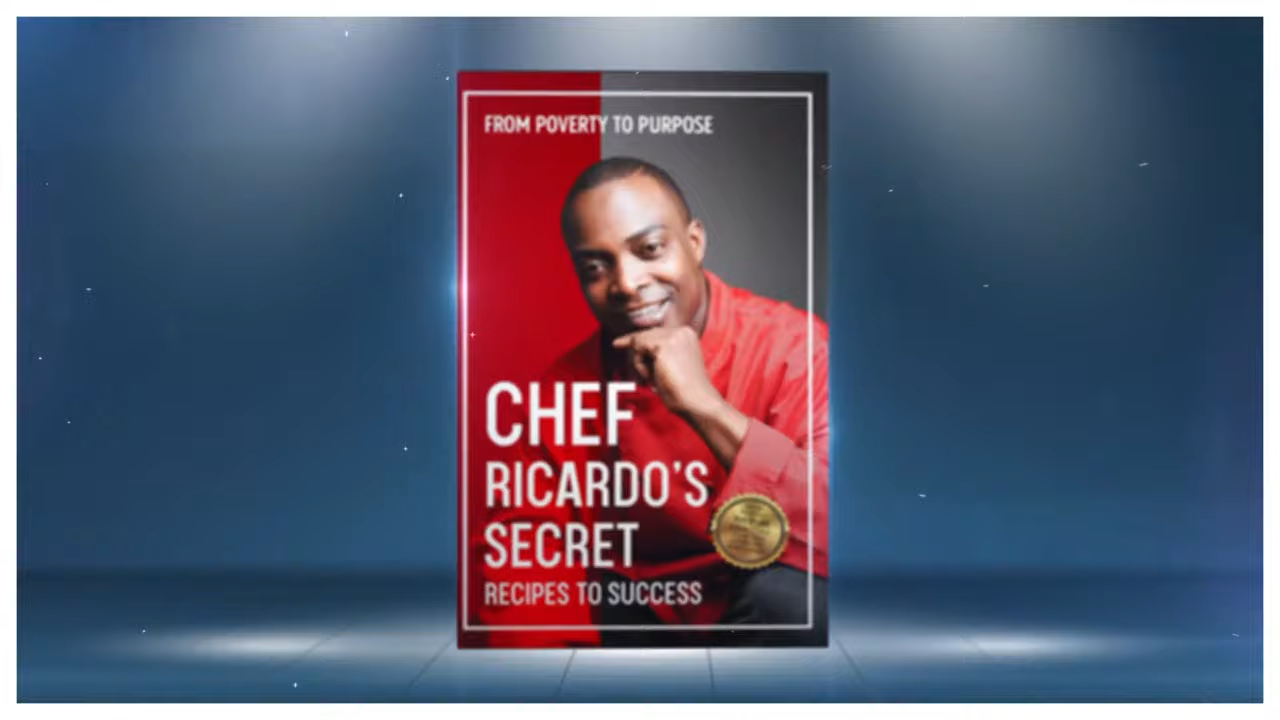 FROM POVERTY TO PURPOSE
CHEF
RICARDO'S
SECRET
RECIPES TO SUCCESS